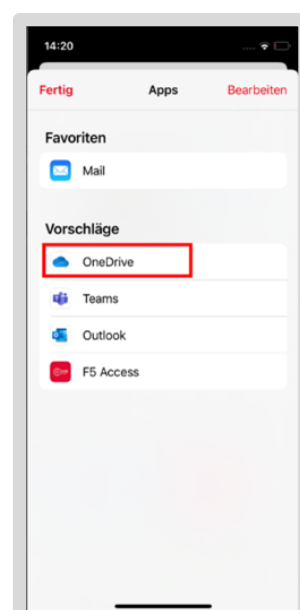 14:20
Fertig Apps Bearbeiten
Favoriten
Mail
Vorschläge
OneDrive
Teams
Outlook
F5 Access